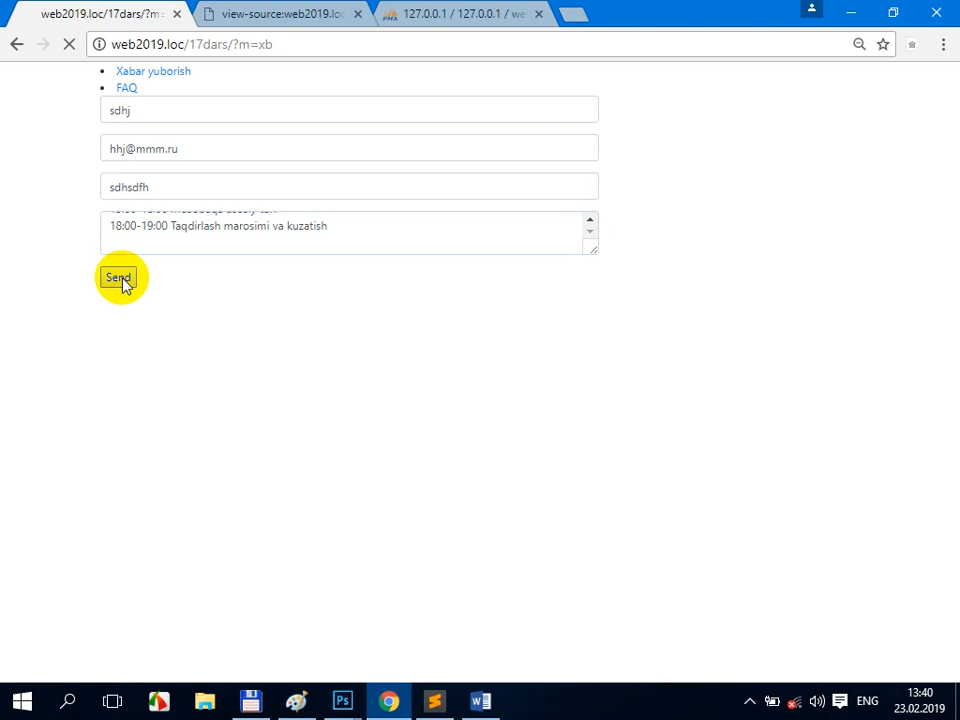 web2019.loc/17dars/?m=
view-source:web2019.loc
127.0.0.1 / 127.0.0.1 / we
web2019.loc/17dars/?m=xb
Xabar yuborish
FAQ
sdhj
hhj@mmm.ru
sdhsdfh
18:00-19:00 Taqdirlash marosimi va kuzatish
Send
ENG
13:40
23.02.2019